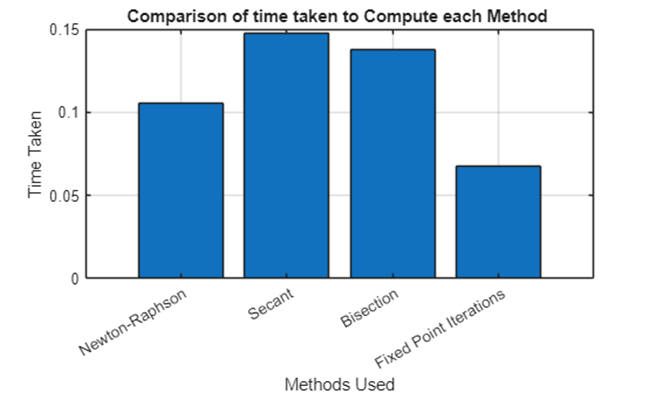 Comparison of time taken to Compute each Method
0.15
0.1
0.05
0
Time Taken
Newton-Raphson
Secant
Bisection
Fixed Point Iterations
Methods Used